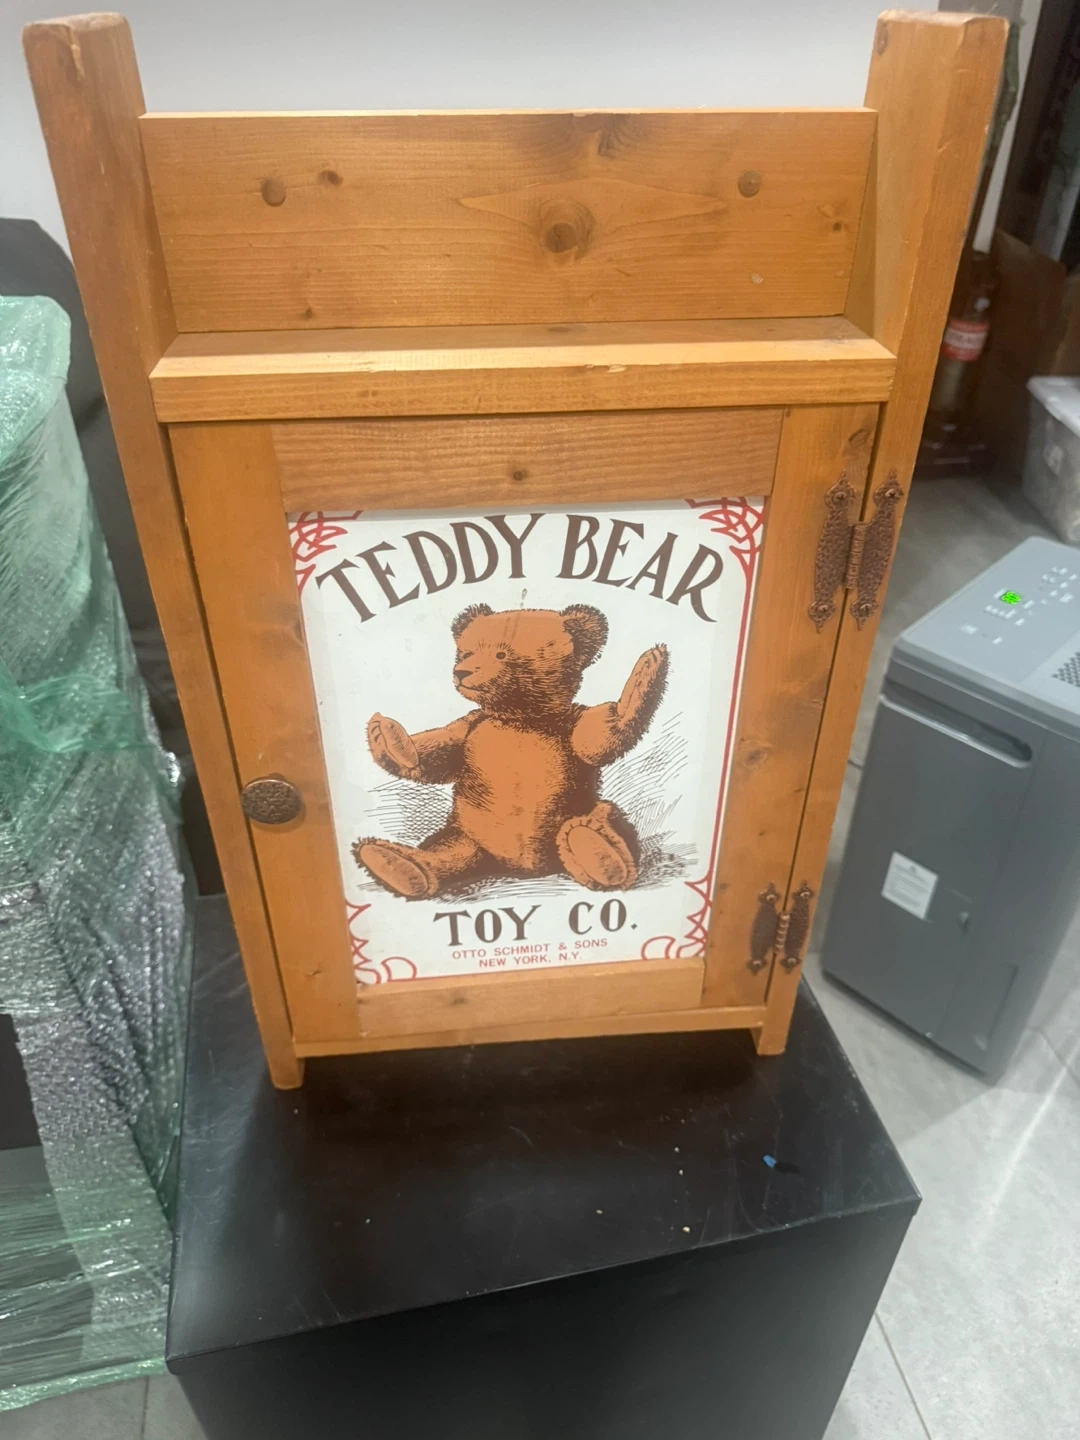 TEDDY BEAR
TOY CO.
OTTO SCHMIDT & SONS
NEW YORK, N.Y.